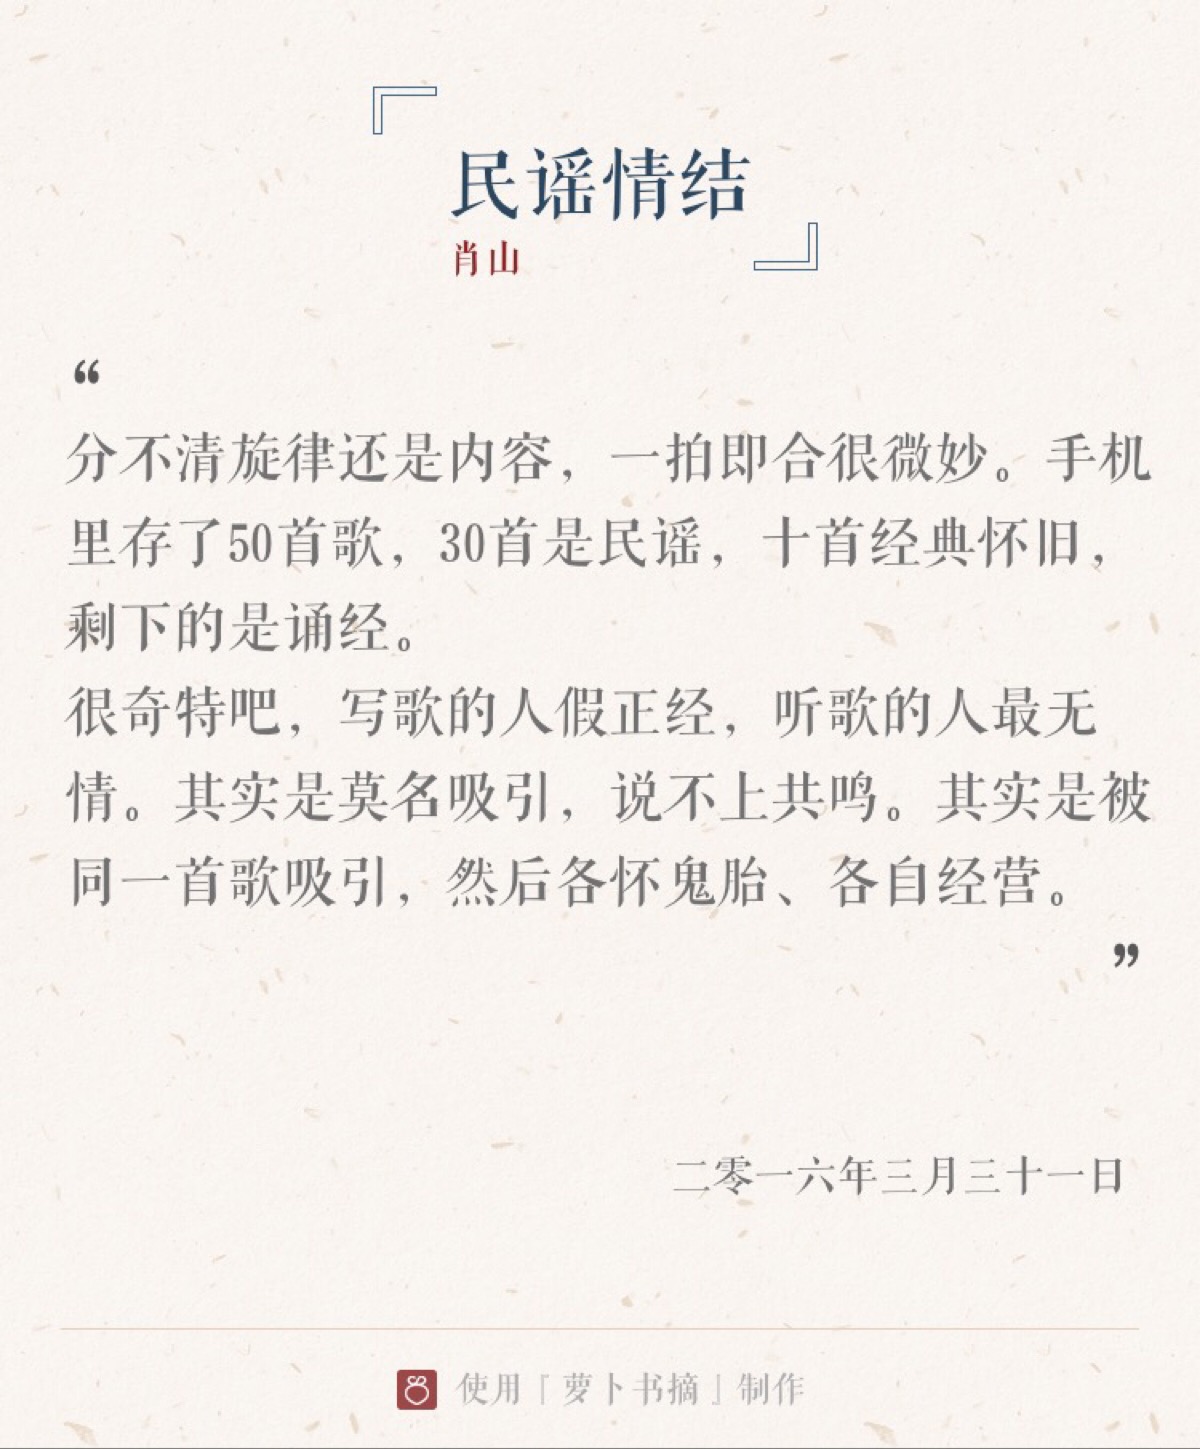 民谣情结
肖山
“
分不清旋律还是内容，一拍即合很微妙。手机
里存了50首歌，30首是民谣，十首经典怀旧，
剩下的是诵经。
很奇特吧，写歌的人假正经，听歌的人最无
情。其实是莫名吸引，说不上共鸣。其实是被
同一首歌吸引，然后各怀鬼胎、各自经营。
”
二零一六年三月三十一日
使用『萝卜书摘』制作